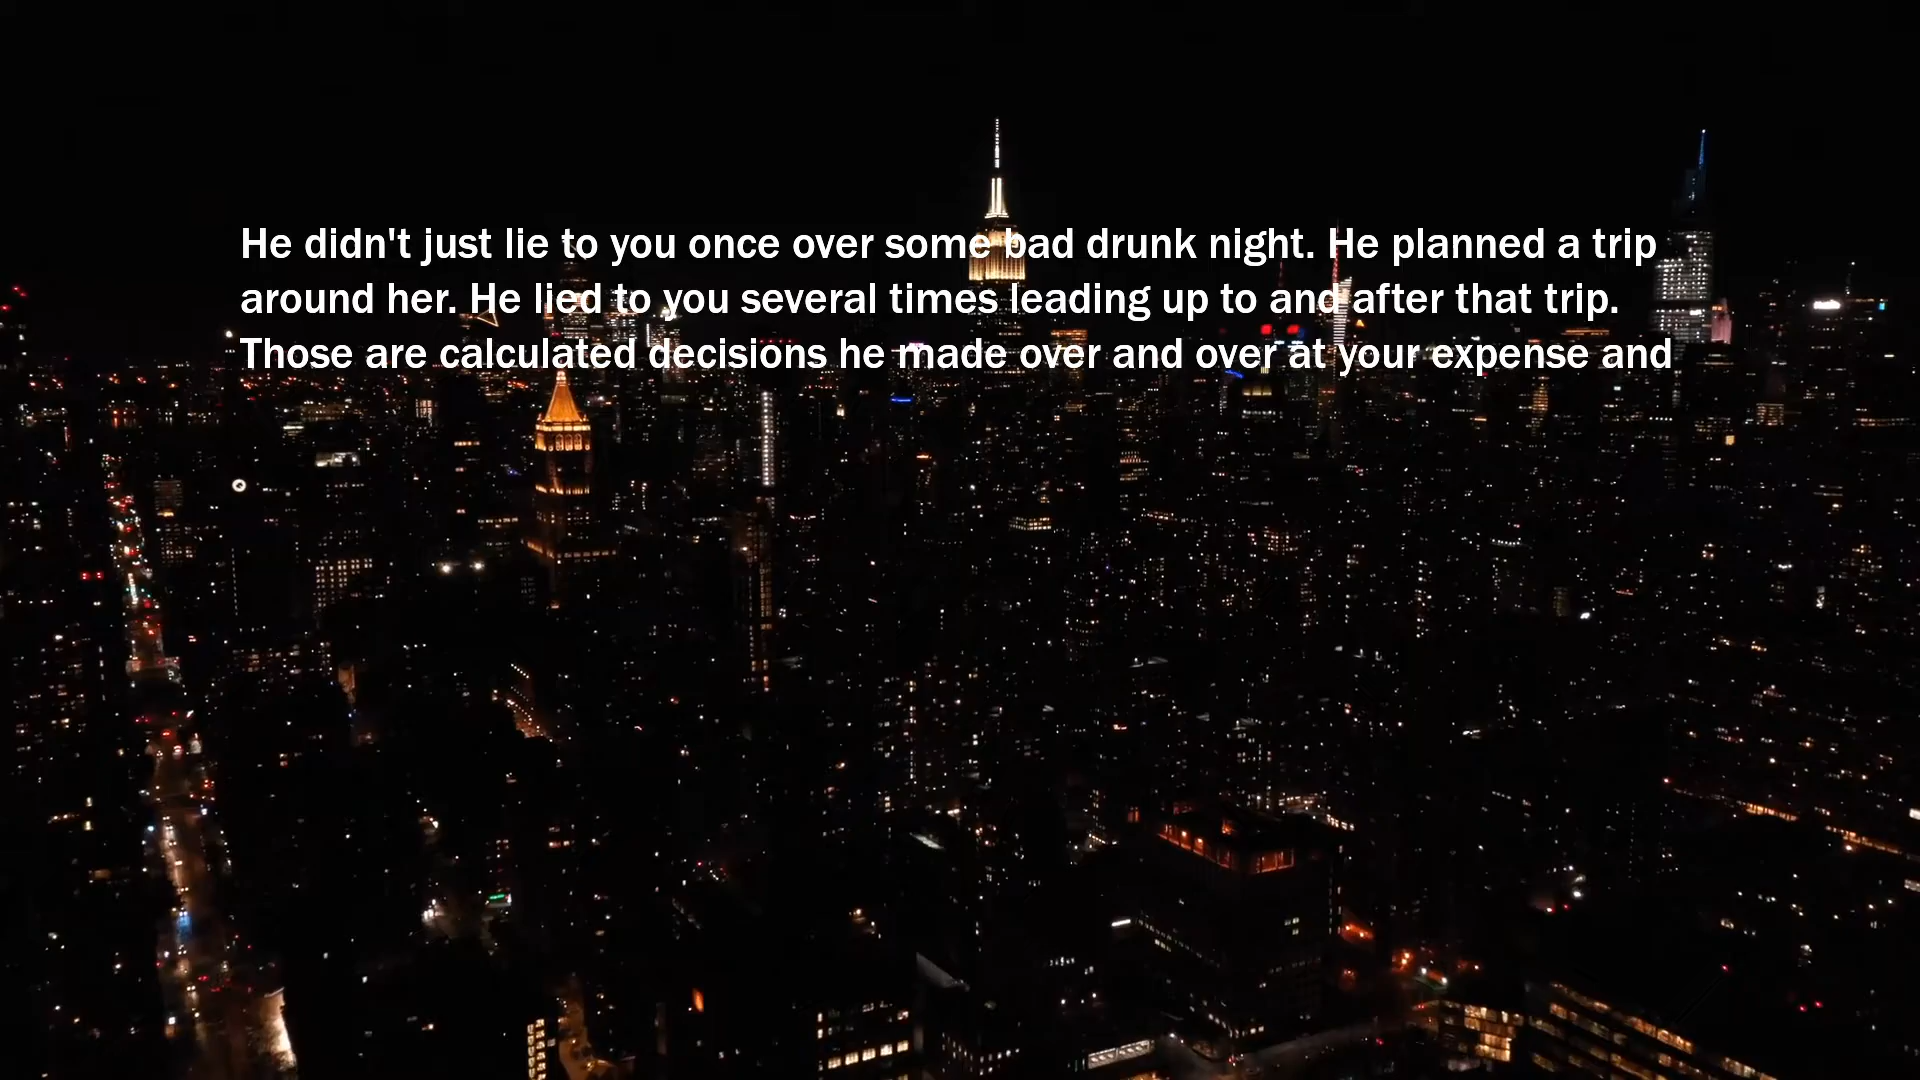 He didn't just lie to you once over some bad drunk night. He planned a trip
around her. He lied to you several times leading up to and after that trip.
Those are calculated decisions he made over and over at your expense and